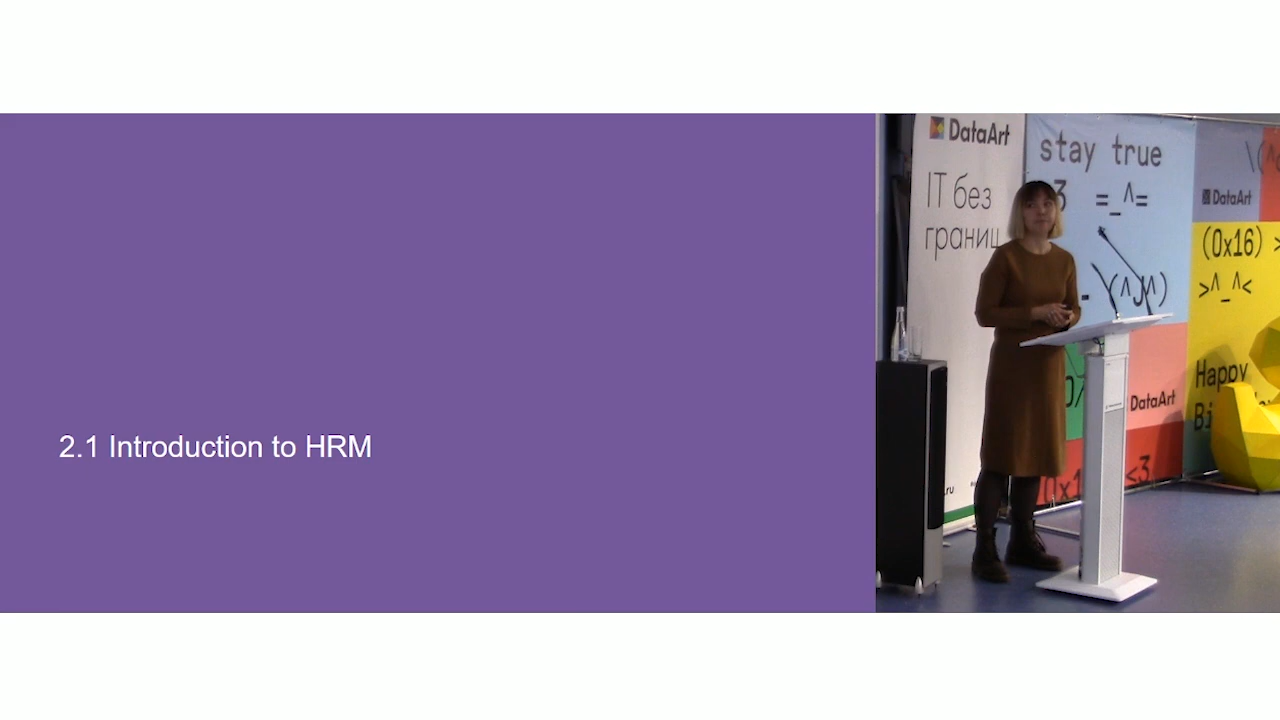 2.1 Introduction to HRM
DataArt
IT без
границ
stay true
=_^=
DataArt
(0x16) >
>^_^<
Happy
DataArt
<3